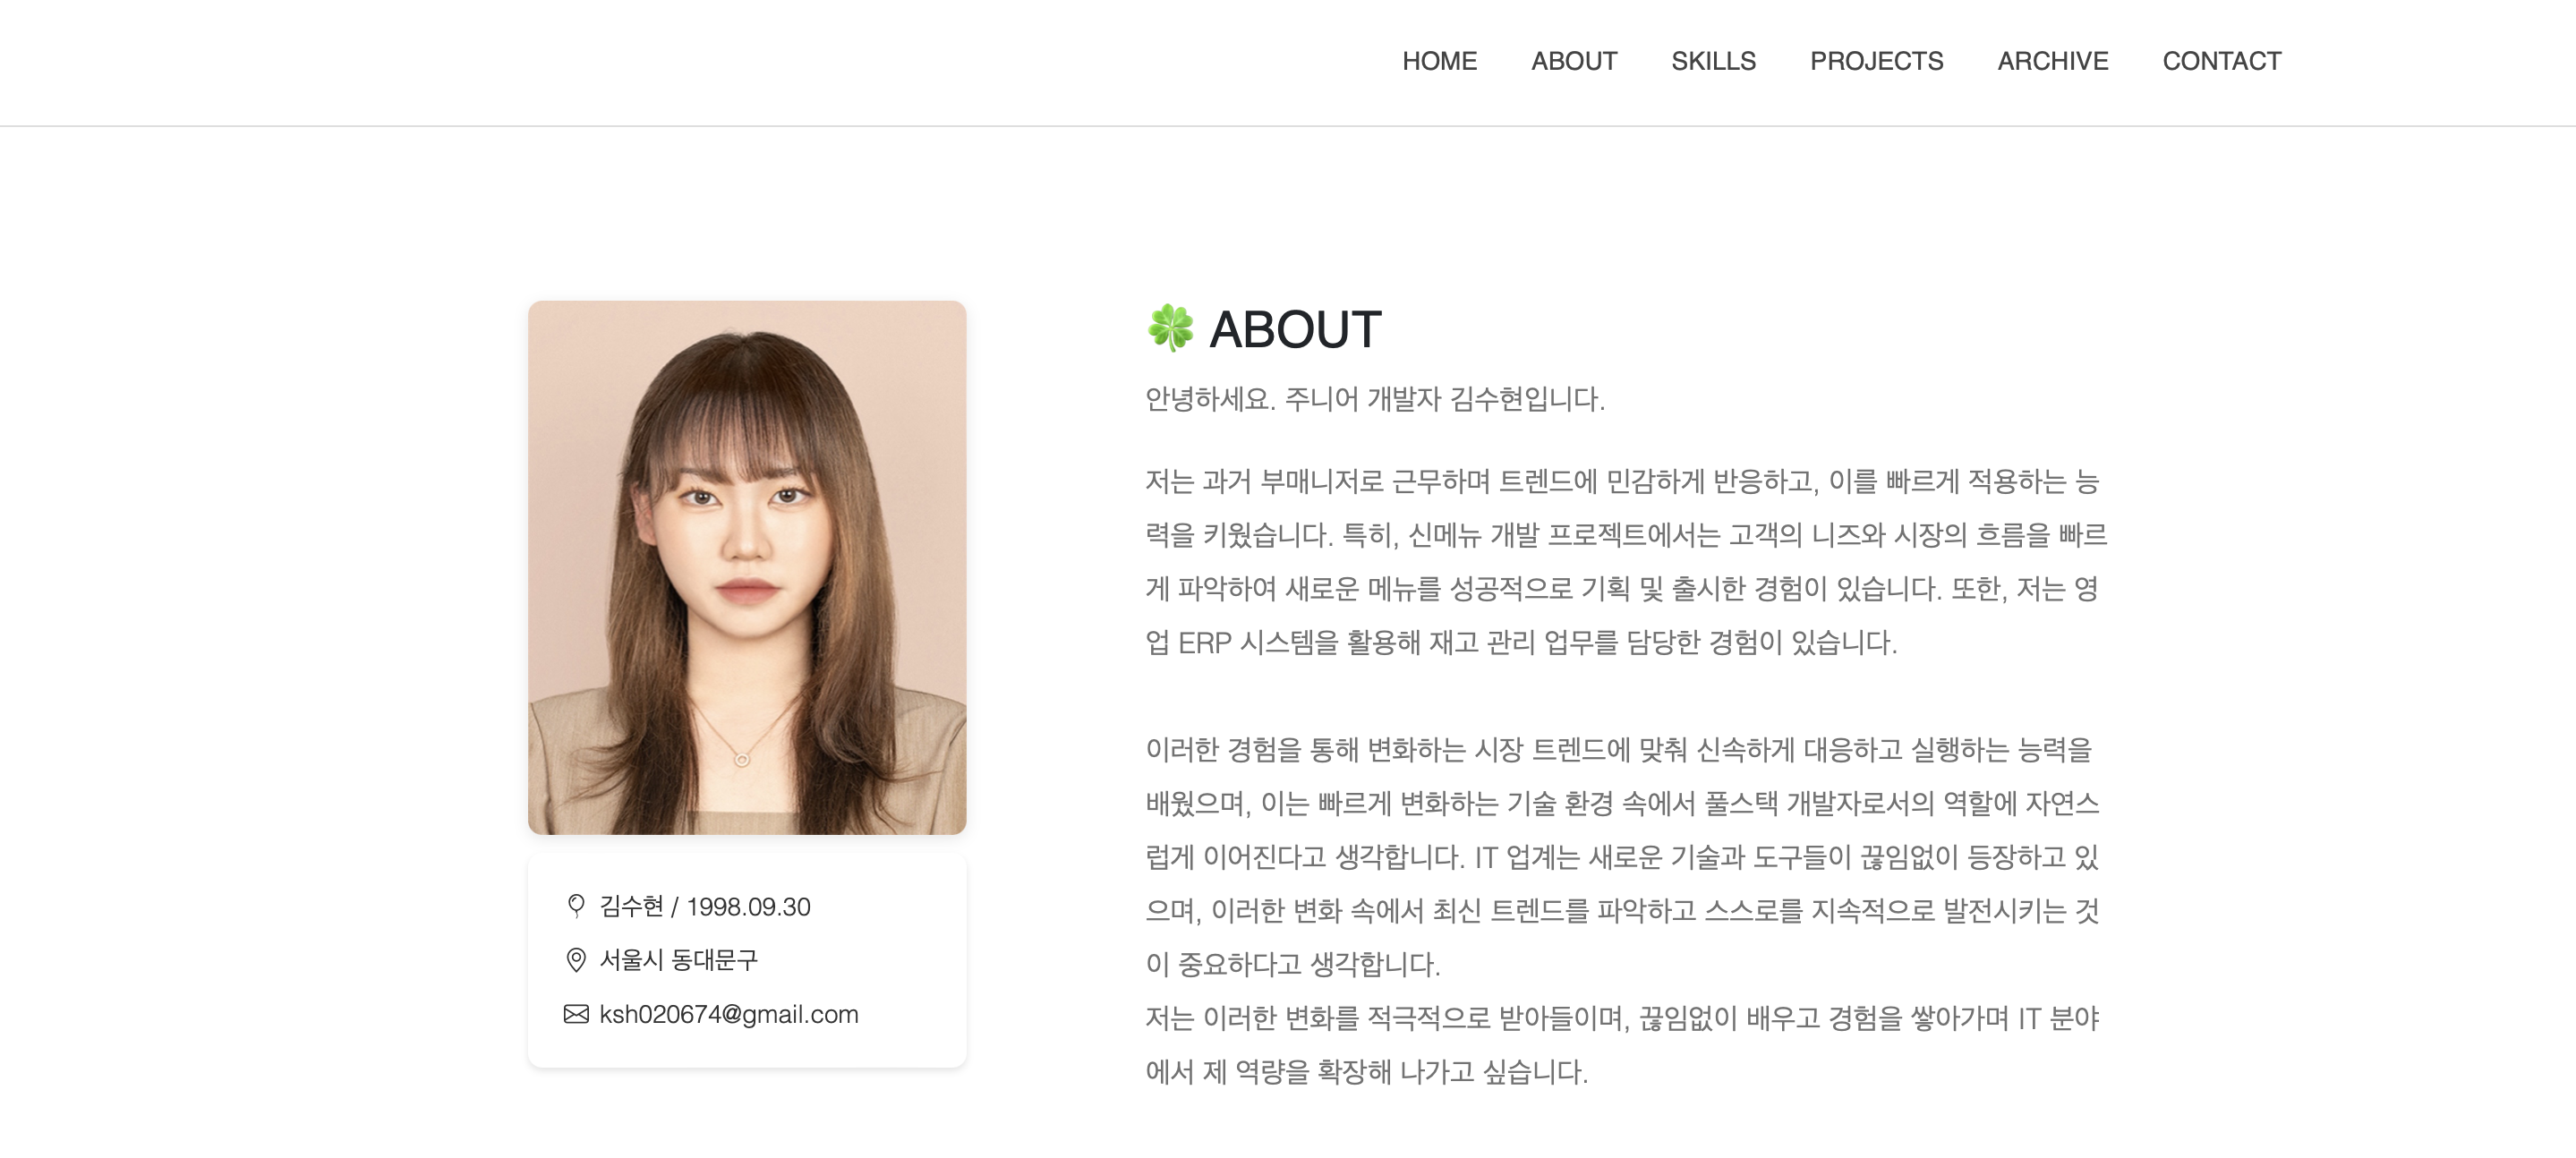 HOME ABOUT SKILLS PROJECTS ARCHIVE CONTACT
🍀 ABOUT
안녕하세요. 주니어 개발자 김수현입니다.
저는 과거 부매니저로 근무하며 트렌드에 민감하게 반응하고, 이를 빠르게 적용하는 능
력을 키웠습니다. 특히, 신메뉴 개발 프로젝트에서는 고객의 니즈와 시장의 흐름을 빠르
게 파악하여 새로운 메뉴를 성공적으로 기획 및 출시한 경험이 있습니다. 또한, 저는 영
업 ERP 시스템을 활용해 재고 관리 업무를 담당한 경험이 있습니다.
이러한 경험을 통해 변화하는 시장 트렌드에 맞춰 신속하게 대응하고 실행하는 능력을
배웠으며, 이는 빠르게 변화하는 기술 환경 속에서 풀스택 개발자로서의 역할에 자연스
럽게 이어진다고 생각합니다. IT 업계는 새로운 기술과 도구들이 끊임없이 등장하고 있
으며, 이러한 변화 속에서 최신 트렌드를 파악하고 스스로를 지속적으로 발전시키는 것
이 중요하다고 생각합니다.
저는 이러한 변화를 적극적으로 받아들이며, 끊임없이 배우고 경험을 쌓아가며 IT 분야
에서 제 역량을 확장해 나가고 싶습니다.
김수현 / 1998.09.30
서울시 동대문구
ksh020674@gmail.com